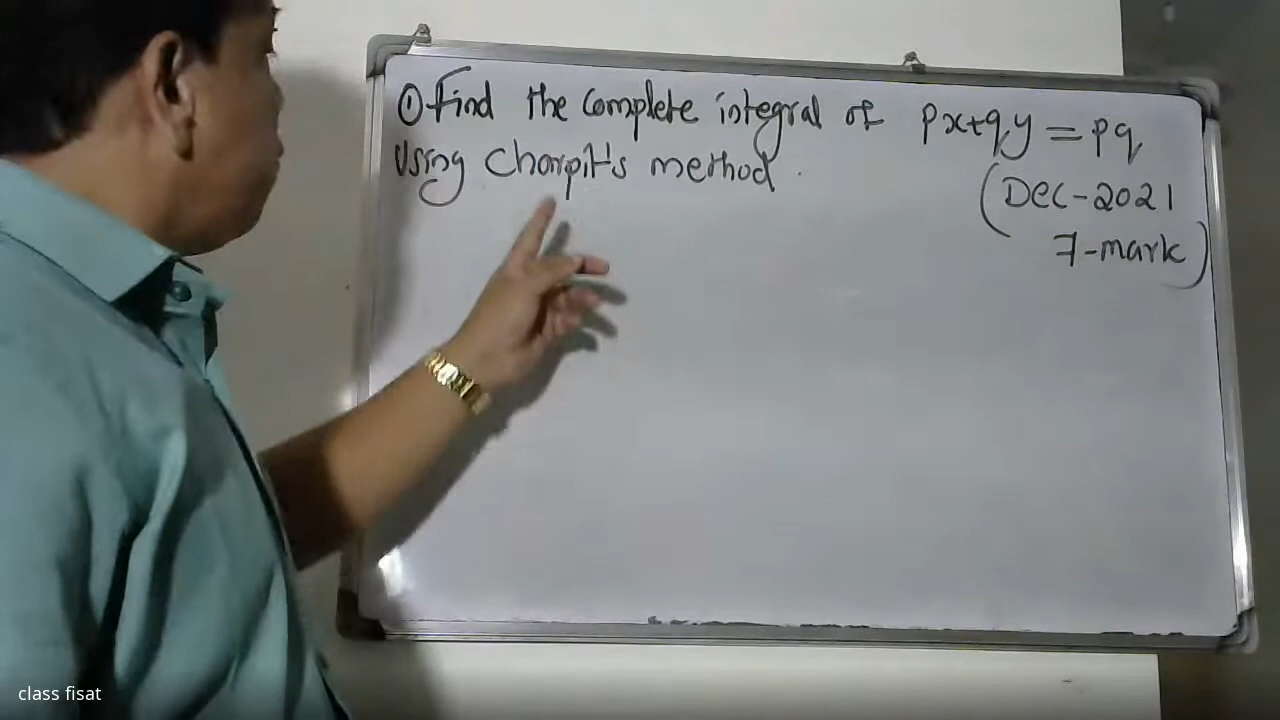 ① Find the Complete integral of px+qy=pq
Using Charpit's method.
(Dec-2021
7-mark)
class fisat